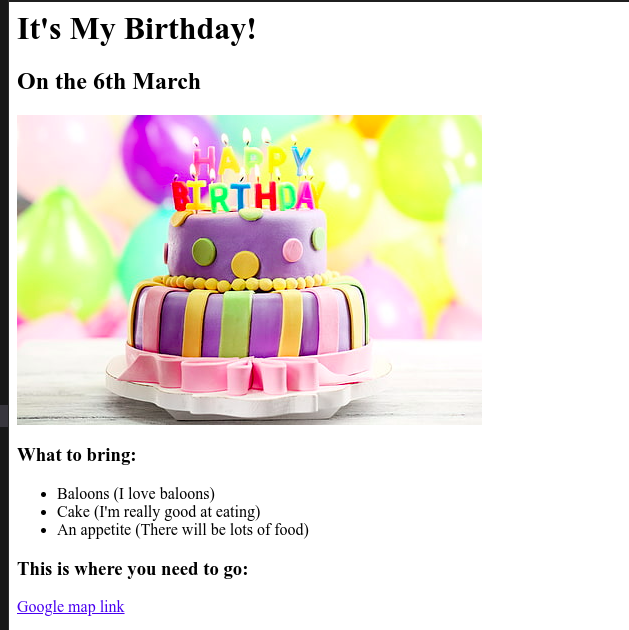 It's My Birthday!
On the 6th March
HAPPY
BIRTHDAY
What to bring:
Baloons (I love baloons)
Cake (I'm really good at eating)
An appetite (There will be lots of food)
This is where you need to go:
Google map link